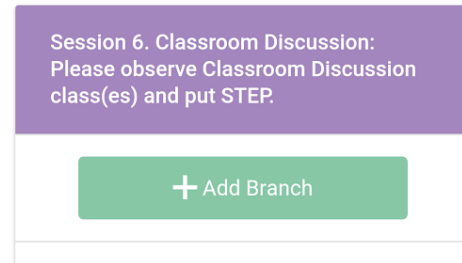 Session 6. Classroom Discussion:
Please observe Classroom Discussion
class(es) and put STEP.
Add Branch